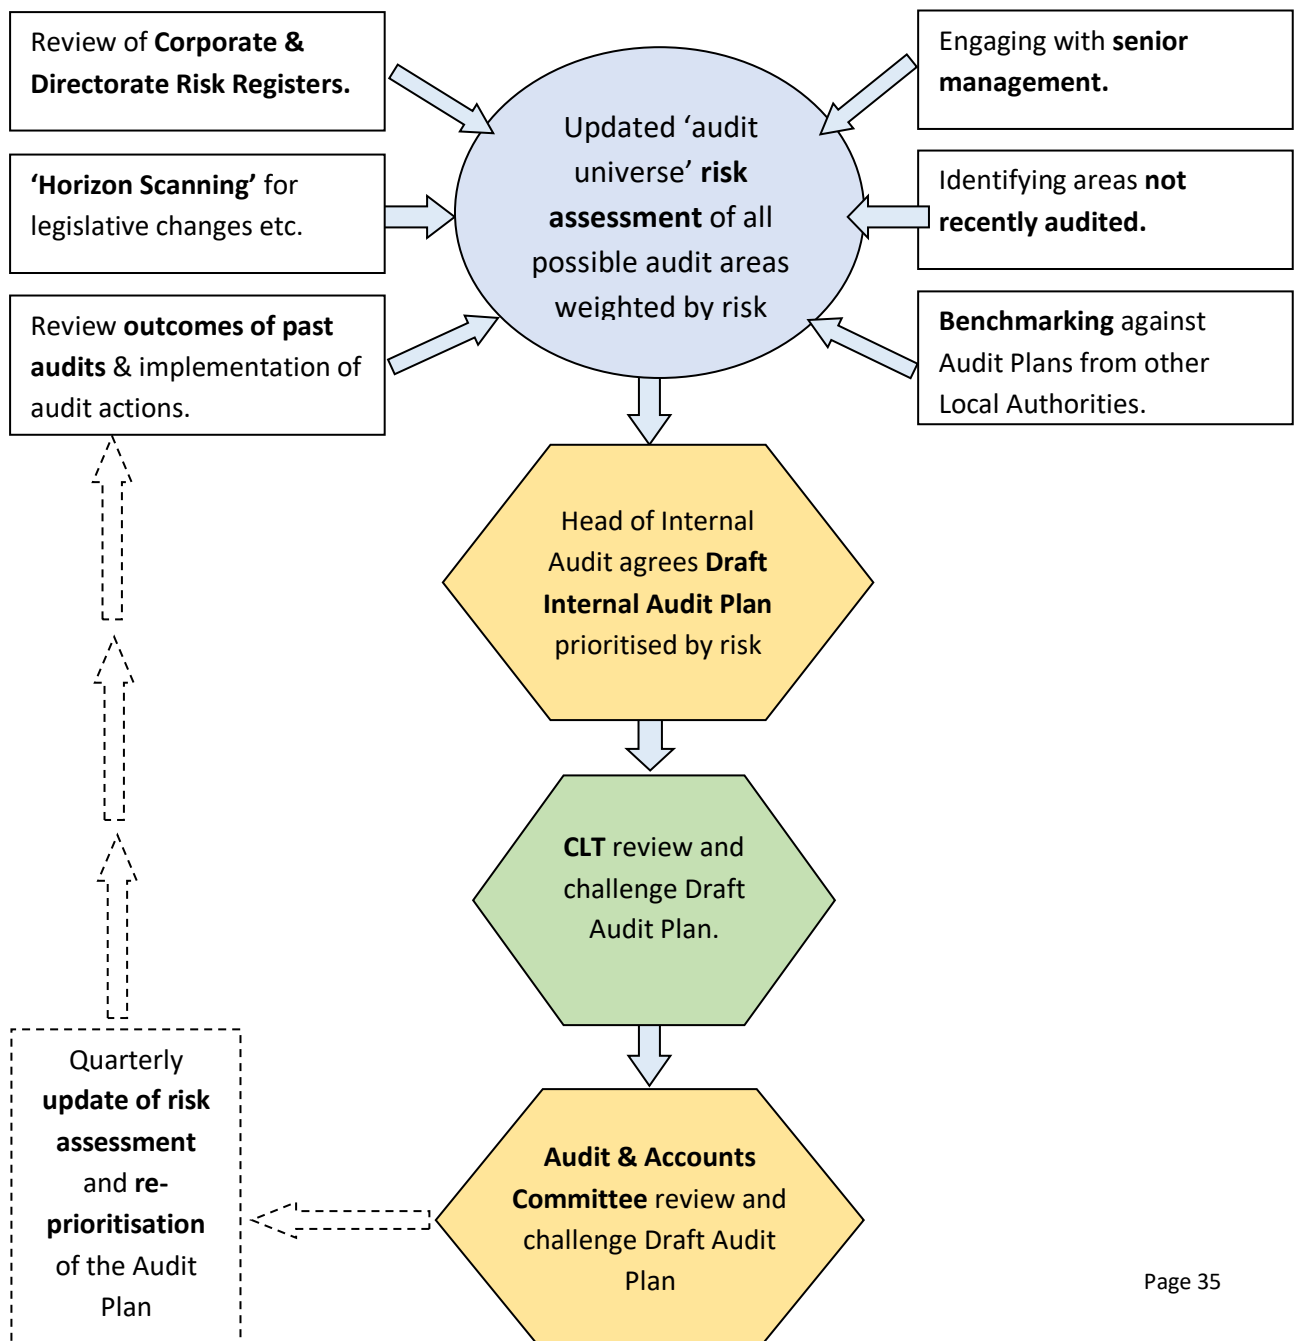 Review of Corporate &
Directorate Risk Registers.
‘Horizon Scanning’ for
legislative changes etc.
Review outcomes of past
audits & implementation of
audit actions.
Updated ‘audit
universe’ risk
assessment of all
possible audit areas
weighted by risk
Engaging with senior
management.
Identifying areas not
recently audited.
Benchmarking against
Audit Plans from other
Local Authorities.
Head of Internal
Audit agrees Draft
Internal Audit Plan
prioritised by risk
CLT review and
challenge Draft
Audit Plan.
Audit & Accounts
Committee review and
challenge Draft Audit
Plan
Quarterly
update of risk
assessment
and re-
prioritisation
of the Audit
Plan
Page 35